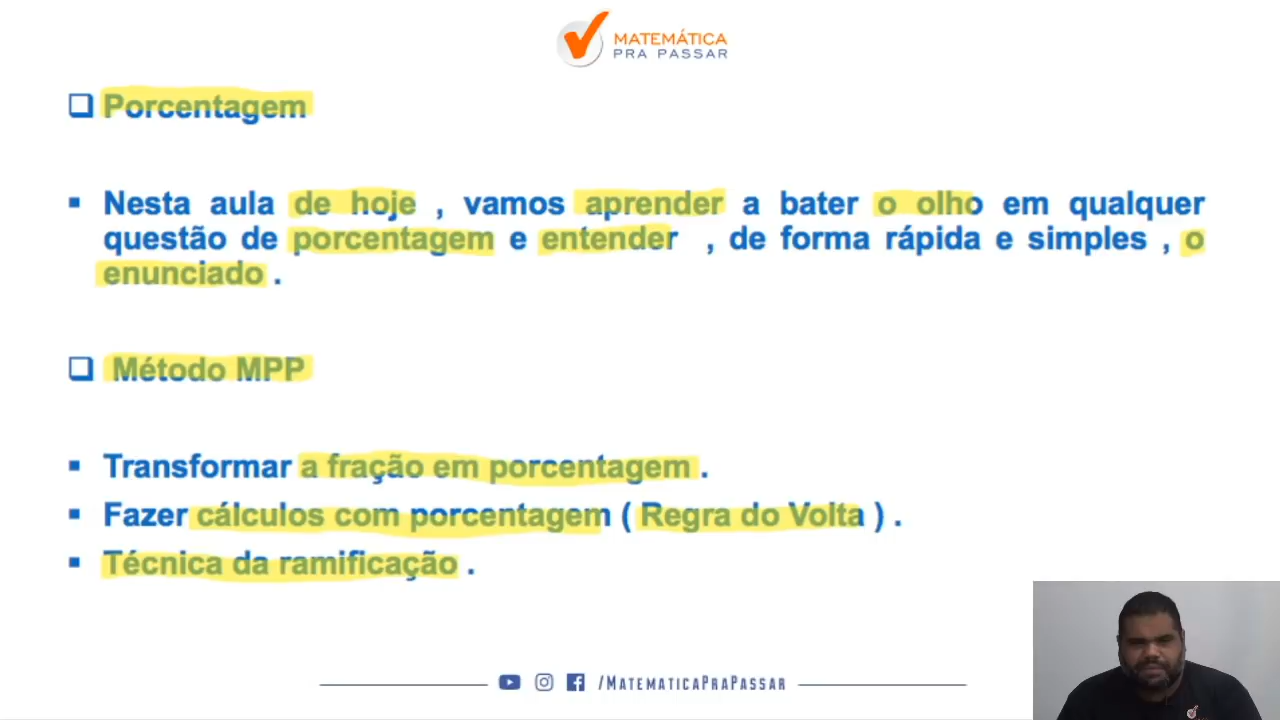 MATEMÁTICA
PRA PASSAR
Porcentagem
Nesta aula de hoje , vamos aprender a bater o olho em qualquer
questão de porcentagem e entender , de forma rápida e simples , o
enunciado .
Método MPP
Transformar a fração em porcentagem .
Fazer cálculos com porcentagem ( Regra do Volta ) .
Técnica da ramificação .
/MATEMATICAPRAPASSAR